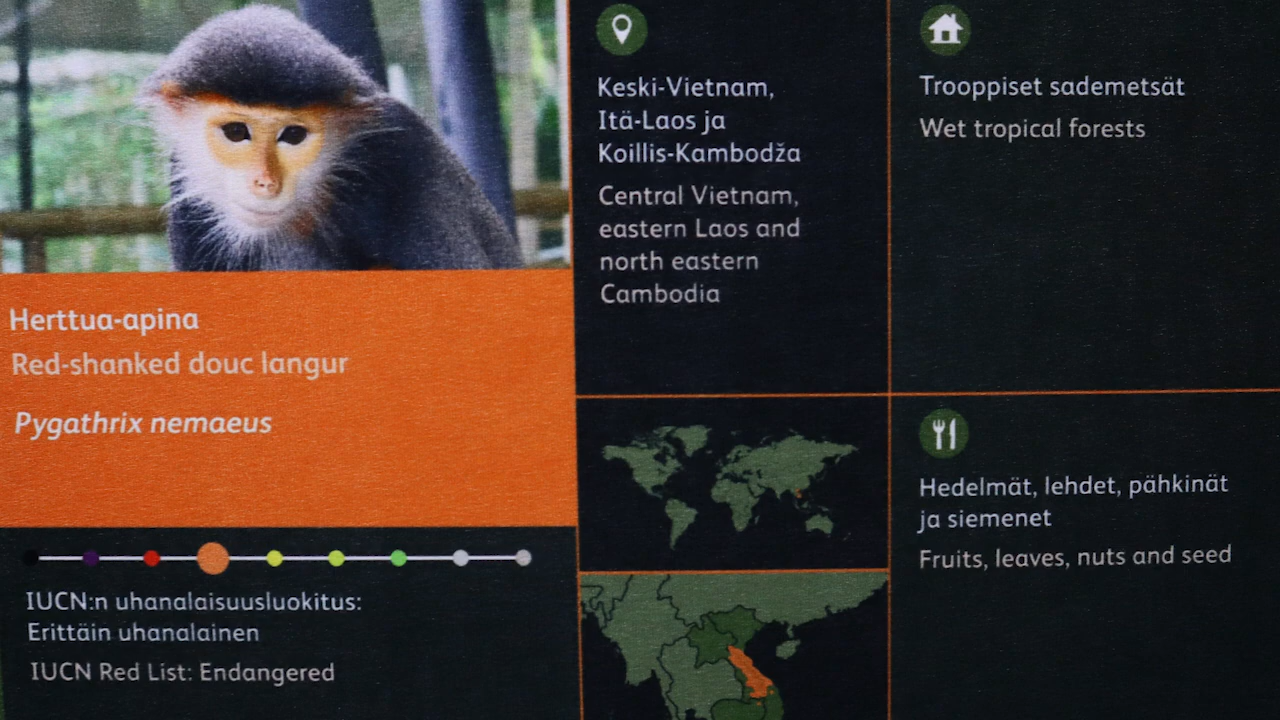 Herttua-apina
Red-shanked douc langur
Pygathrix nemaeus
IUCN:n uhanalaisuusluokitus:
Erittäin uhanalainen
IUCN Red List: Endangered
Keski-Vietnam,
Itä-Laos ja
Koillis-Kambodža
Central Vietnam,
eastern Laos and
north eastern
Cambodia
Trooppiset sademetsät
Wet tropical forests
Hedelmät, lehdet, pähkinät
ja siemenet
Fruits, leaves, nuts and seed